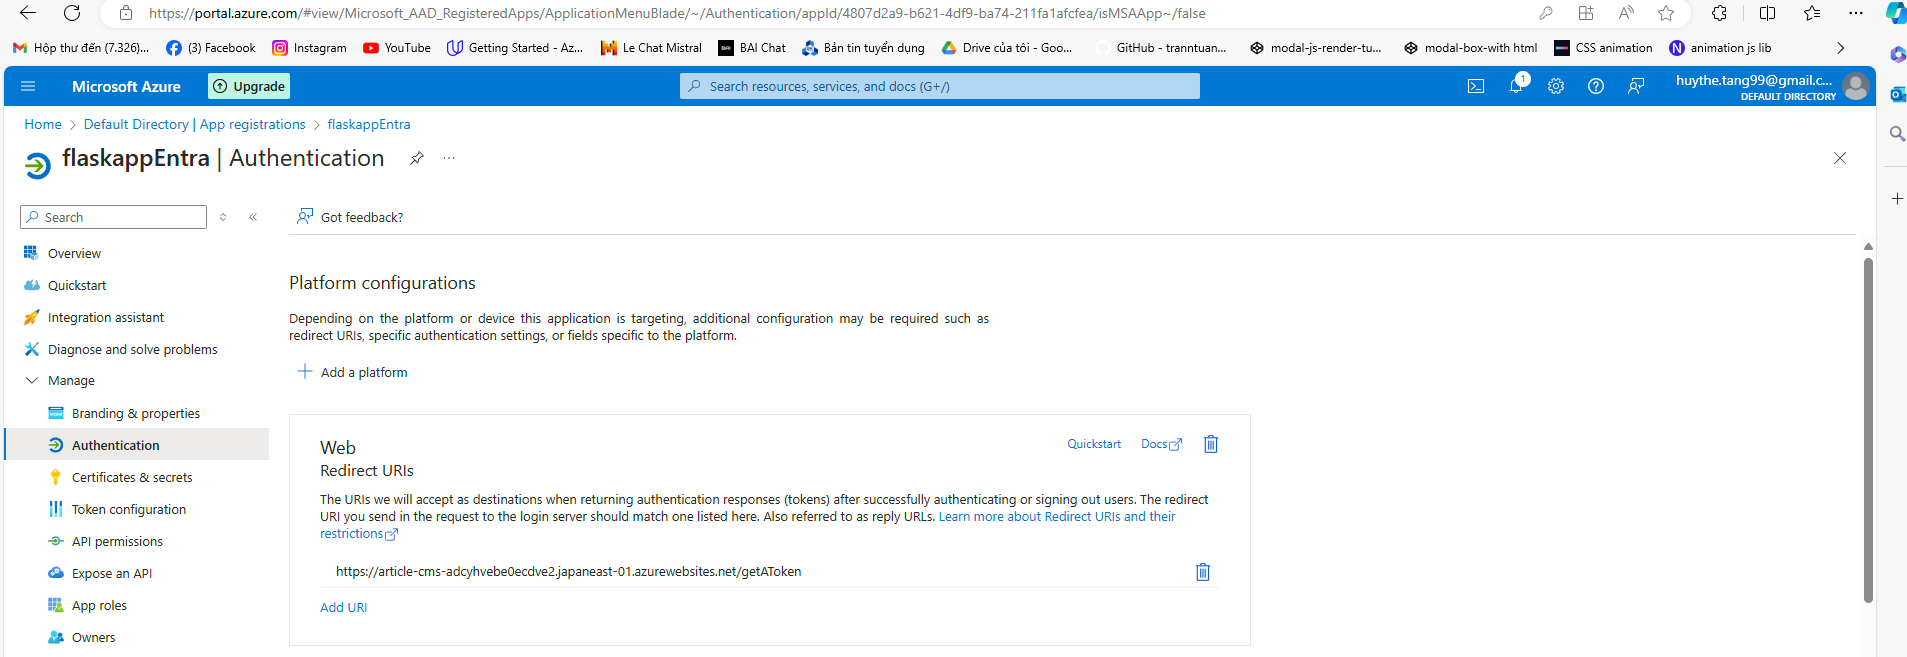 https://portal.azure.com/#view/Microsoft_AAD_RegisteredApps/ApplicationMenuBlade/~/Authentication/appId/4807d2a9-b621-4df9-ba74-211fa1afcfea/isMSAApp~/false
Hộp thư đến (7.326)... (3) Facebook Instagram YouTube Getting Started - Az... Le Chat Mistral BAI Chat Bản tin tuyển dụng Drive của tôi - Goo... GitHub - tranntuan... modal-js-render-tu... modal-box-with html CSS animation N animation js lib
Microsoft Azure Upgrade Search resources, services, and docs (G+/) 1 huythe.tang99@gmail.c...
DEFAULT DIRECTORY
Home > Default Directory | App registrations > flaskappEntra
flaskappEntra | Authentication ...
Search
Got feedback?
Overview
Quickstart
Integration assistant
Diagnose and solve problems
Manage
Branding & properties
Authentication
Certificates & secrets
Token configuration
API permissions
Expose an API
App roles
Owners
Platform configurations
Depending on the platform or device this application is targeting, additional configuration may be required such as
redirect URIs, specific authentication settings, or fields specific to the platform.
Add a platform
Web
Quickstart Docs
Redirect URIs
The URIs we will accept as destinations when returning authentication responses (tokens) after successfully authenticating or signing out users. The redirect
URI you send in the request to the login server should match one listed here. Also referred to as reply URLs. Learn more about Redirect URIs and their
restrictions
https://article-cms-adcyhvebe0ecdve2.japaneast-01.azurewebsites.net/getAToken
Add URI